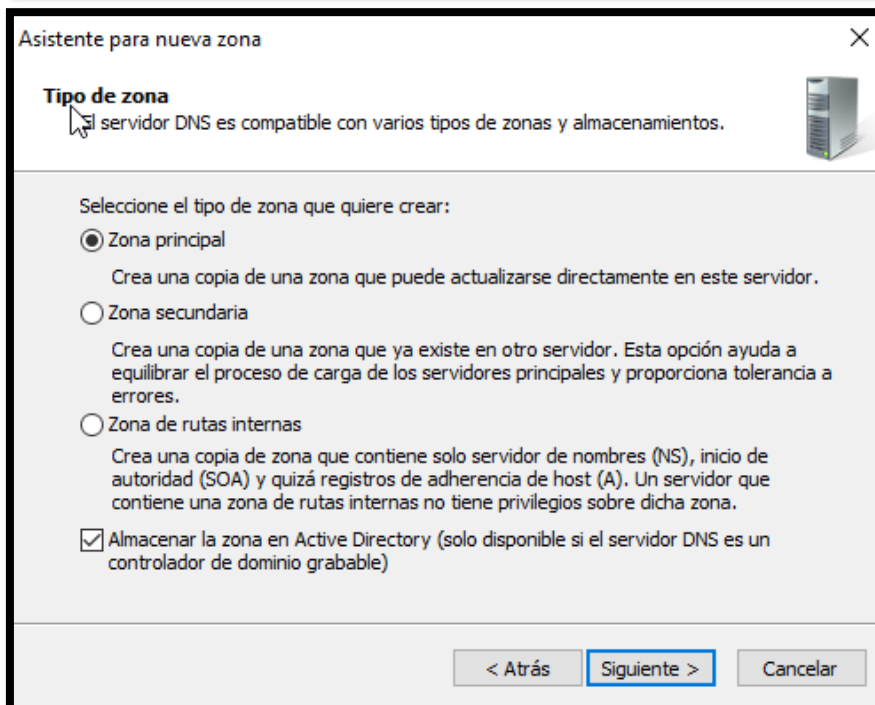 Asistente para nueva zona
Tipo de zona
El servidor DNS es compatible con varios tipos de zonas y almacenamientos.
Seleccione el tipo de zona que quiere crear:
Zona principal
Crea una copia de una zona que puede actualizarse directamente en este servidor.
Zona secundaria
Crea una copia de una zona que ya existe en otro servidor. Esta opción ayuda a
equilibrar el proceso de carga de los servidores principales y proporciona tolerancia a
errores.
Zona de rutas internas
Crea una copia de zona que contiene solo servidor de nombres (NS), inicio de
autoridad (SOA) y quizá registros de adherencia de host (A). Un servidor que
contiene una zona de rutas internas no tiene privilegios sobre dicha zona.
Almacenar la zona en Active Directory (solo disponible si el servidor DNS es un
controlador de dominio grabable)
< Atrás Siguiente > Cancelar